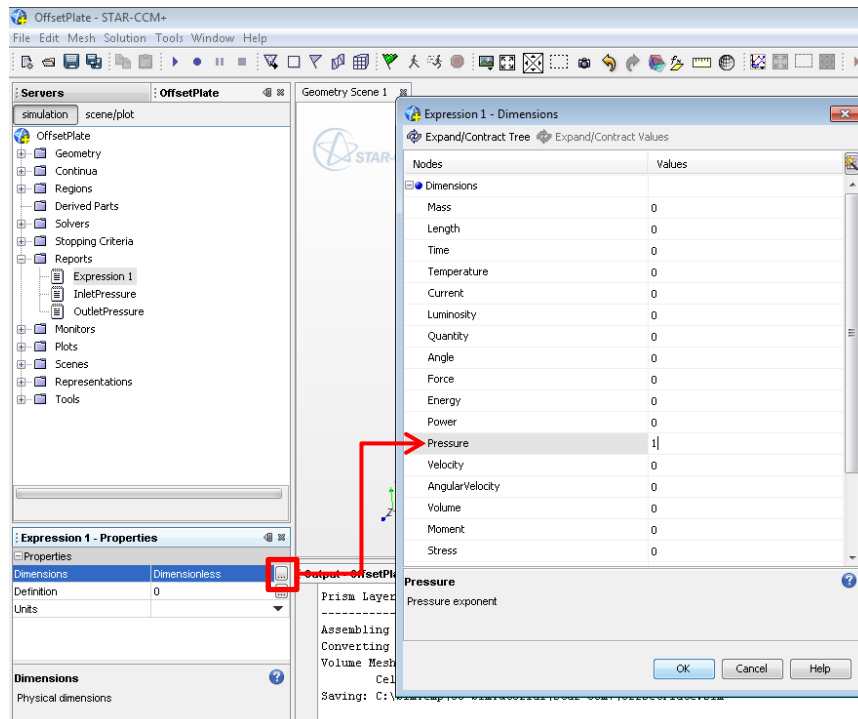 OffsetPlate - STAR-CCM+
File Edit Mesh Solution Tools Window Help
Servers
OffsetPlate
simulation scene/plot
OffsetPlate
Geometry
Continua
Regions
Derived Parts
Solvers
Stopping Criteria
Reports
Expression 1
InletPressure
OutletPressure
Monitors
Plots
Scenes
Representations
Tools
Geometry Scene 1
STAR-
Z
Expression 1 - Dimensions
Expand/Contract Tree Expand/Contract Values
Nodes Values
Dimensions
Mass 0
Length 0
Time 0
Temperature 0
Current 0
Luminosity 0
Quantity 0
Angle 0
Force 0
Energy 0
Power 0
Pressure 1
Velocity 0
AngularVelocity 0
Volume 0
Moment 0
Stress 0
Pressure
Pressure exponent
OK Cancel Help
Expression 1 - Properties
Properties
Dimensions Dimensionless ...
Definition 0 ...
Units
Dimensions
Physical dimensions
Output - OffsetPla
Prism Layer
----------
Assembling
Converting
Volume Mesh
Cel
Saving: C:\